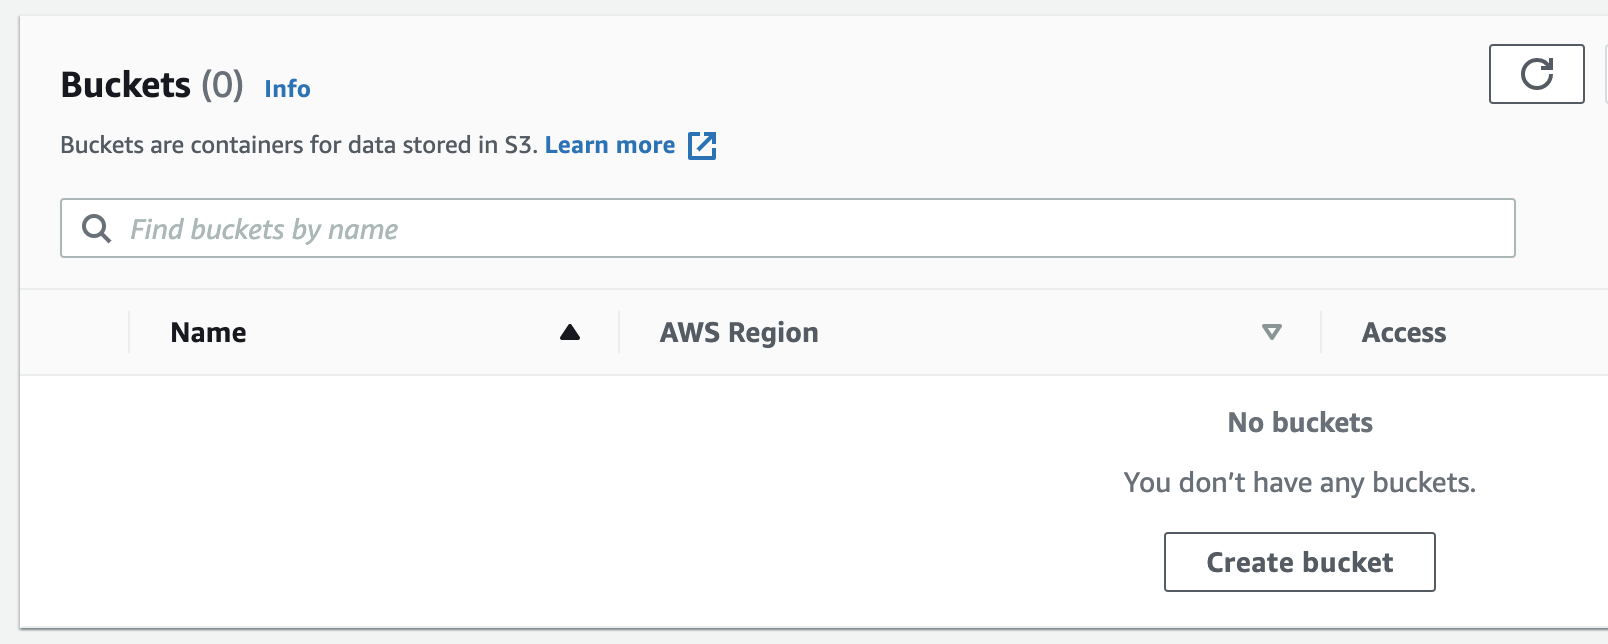 Buckets (0) Info
Buckets are containers for data stored in S3. Learn more
Find buckets by name
Name AWS Region Access
No buckets
You don't have any buckets.
Create bucket